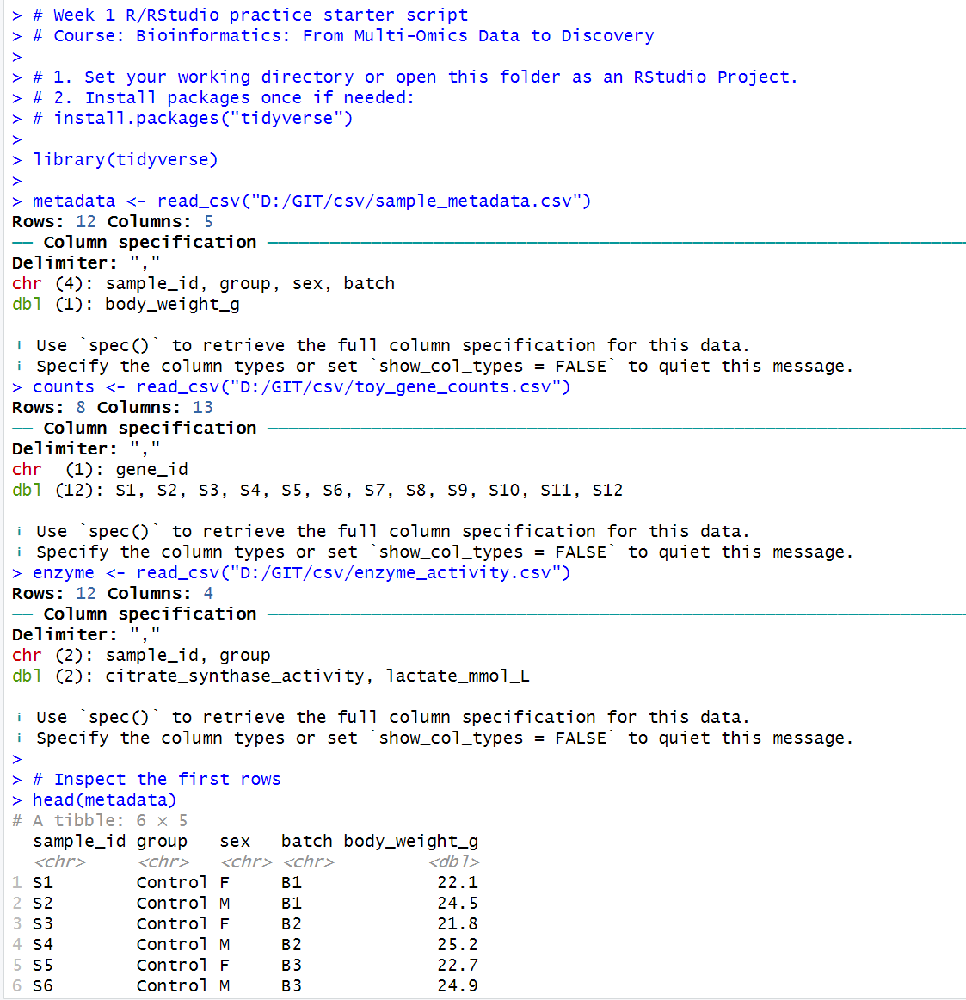 > # Week 1 R/RStudio practice starter script
> # Course: Bioinformatics: From Multi-Omics Data to Discovery
>
> # 1. Set your working directory or open this folder as an RStudio Project.
> # 2. Install packages once if needed:
> # install.packages("tidyverse")
>
> library(tidyverse)
>
> metadata <- read_csv("D:/GIT/csv/sample_metadata.csv")
Rows: 12 Columns: 5
── Column specification ──────────────────────────────
Delimiter: ","
chr (4): sample_id, group, sex, batch
dbl (1): body_weight_g

i Use `spec()` to retrieve the full column specification for this data.
i Specify the column types or set `show_col_types = FALSE` to quiet this message.
> counts <- read_csv("D:/GIT/csv/toy_gene_counts.csv")
Rows: 8 Columns: 13
── Column specification ──────────────────────────────
Delimiter: ","
chr  (1): gene_id
dbl (12): S1, S2, S3, S4, S5, S6, S7, S8, S9, S10, S11, S12

i Use `spec()` to retrieve the full column specification for this data.
i Specify the column types or set `show_col_types = FALSE` to quiet this message.
> enzyme <- read_csv("D:/GIT/csv/enzyme_activity.csv")
Rows: 12 Columns: 4
── Column specification ──────────────────────────────
Delimiter: ","
chr (2): sample_id, group
dbl (2): citrate_synthase_activity, lactate_mmol_L

i Use `spec()` to retrieve the full column specification for this data.
i Specify the column types or set `show_col_types = FALSE` to quiet this message.
>
> # Inspect the first rows
> head(metadata)
# A tibble: 6 × 5
  sample_id group   sex   batch body_weight_g
  <chr>     <chr>   <chr> <chr>         <dbl>
1 S1        Control F     B1             22.1
2 S2        Control M     B1             24.5
3 S3        Control F     B2             21.8
4 S4        Control M     B2             25.2
5 S5        Control F     B3             22.7
6 S6        Control M     B3             24.9